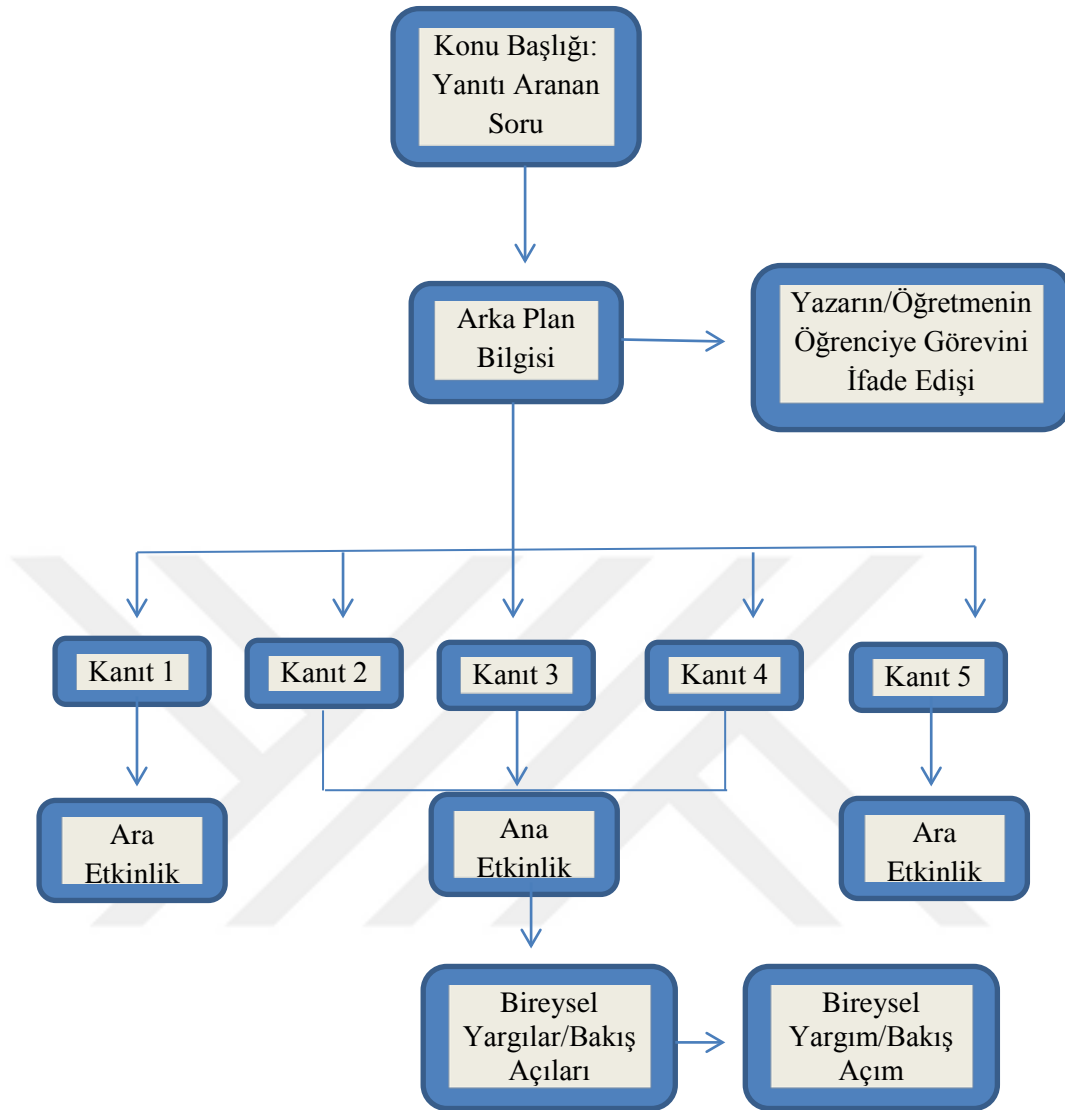 Konu Başlığı:
Yanıtı Aranan
Soru
Arka Plan
Bilgisi
Yazarın/Öğretmenin
Öğrenciye Görevini
İfade Edişi
Kanıt 1
Kanıt 2
Kanıt 3
Kanıt 4
Kanıt 5
Ara
Etkinlik
Ana
Etkinlik
Ara
Etkinlik
Bireysel
Yargılar/Bakış
Açıları
Bireysel
Yargım/Bakış
Açım